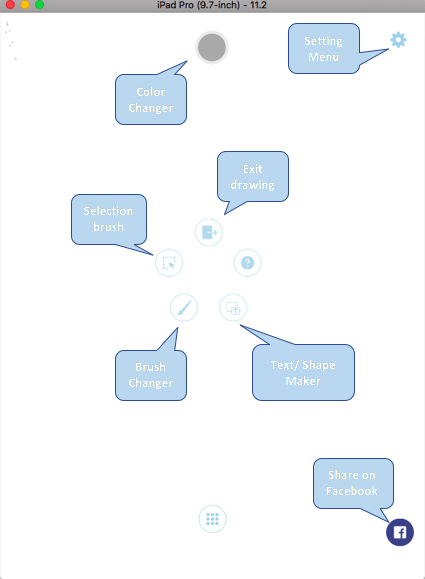 iPad Pro (9.7-inch) - 11.2
Setting
Menu
Color
Changer
Exit
drawing
Selection
brush
?
Brush
Changer
Text/ Shape
Maker
Share on
Facebook